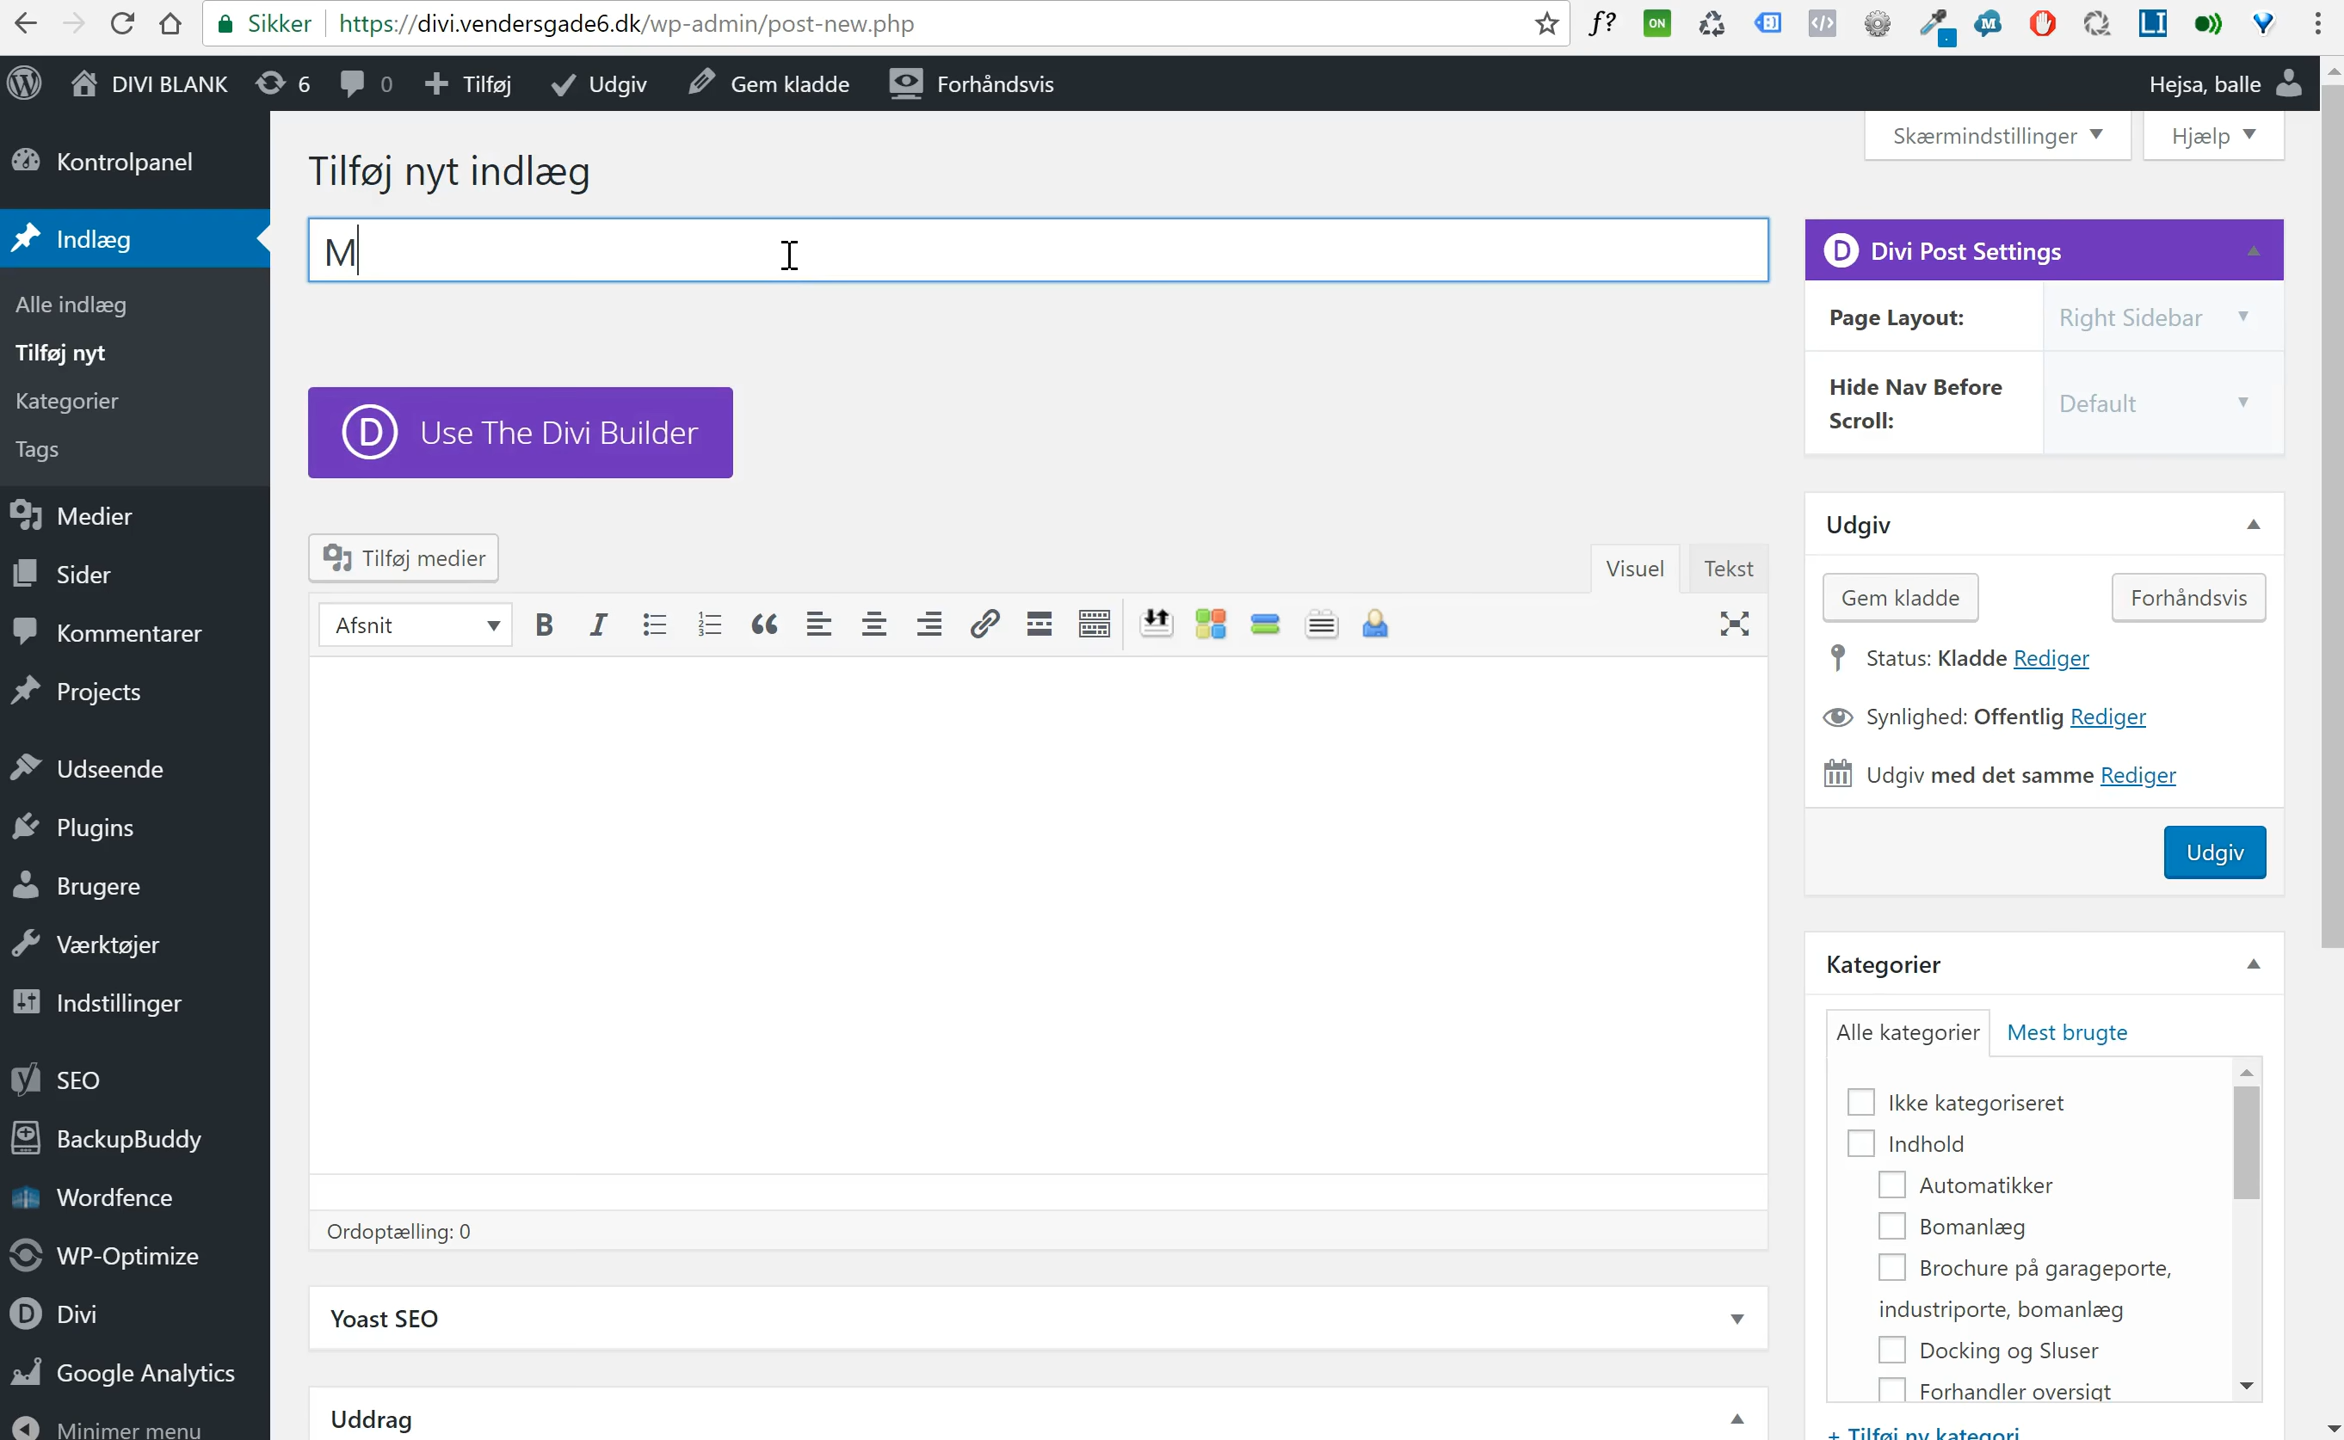 Sikker https://divi.vendersgade6.dk/wp-admin/post-new.php
DIVI BLANK 6 0 Tilføj Udgiv Gem kladde Forhåndsvis Hejsa, balle
Skærmindstillinger Hjælp
Kontrolpanel
Indlæg
Alle indlæg
Tilføj nyt
Kategorier
Tags
Medier
Sider
Kommentarer
Projects
Udseende
Plugins
Brugere
Værktøjer
Indstillinger
SEO
BackupBuddy
Wordfence
WP-Optimize
Divi
Google Analytics
Minimer menu
Tilføj nyt indlæg
M
Use The Divi Builder
Tilføj medier
Visuel Tekst
Afsnit
Ordoptælling: 0
Yoast SEO
Uddrag
Divi Post Settings
Page Layout: Right Sidebar
Hide Nav Before
Scroll:
Default
Udgiv
Gem kladde Forhåndsvis
Status: Kladde Rediger
Synlighed: Offentlig Rediger
Udgiv med det samme Rediger
Udgiv
Kategorier
Alle kategorier Mest brugte
Ikke kategoriseret
Indhold
Automatikker
Bomanlæg
Brochure på garageporte,
industriporte, bomanlæg
Docking og Sluser
Forhandler oversigt
+ Tilføj ny kategori